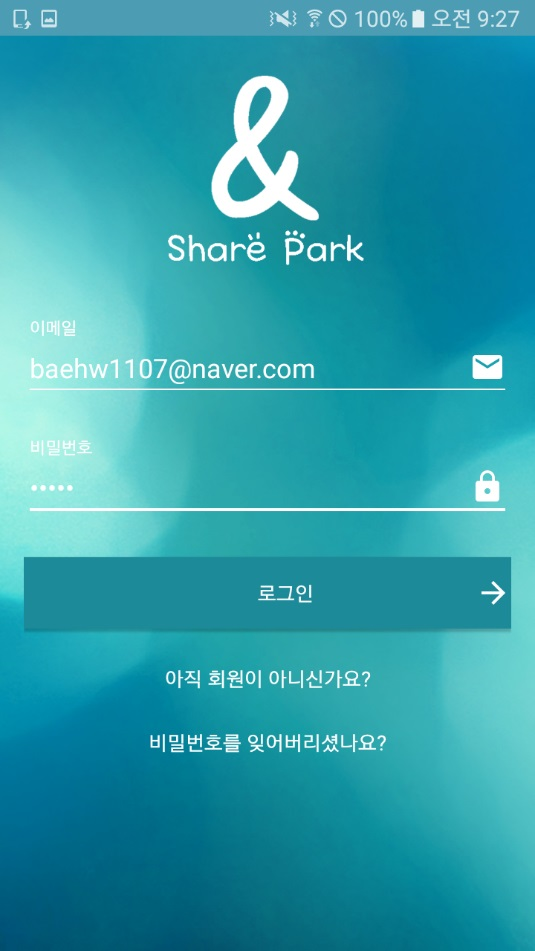 100% 오전 9:27
&
Share Park
이메일
baehw1107@naver.com
비밀번호
•••••
로그인
아직 회원이 아니신가요?
비밀번호를 잊어버리셨나요?